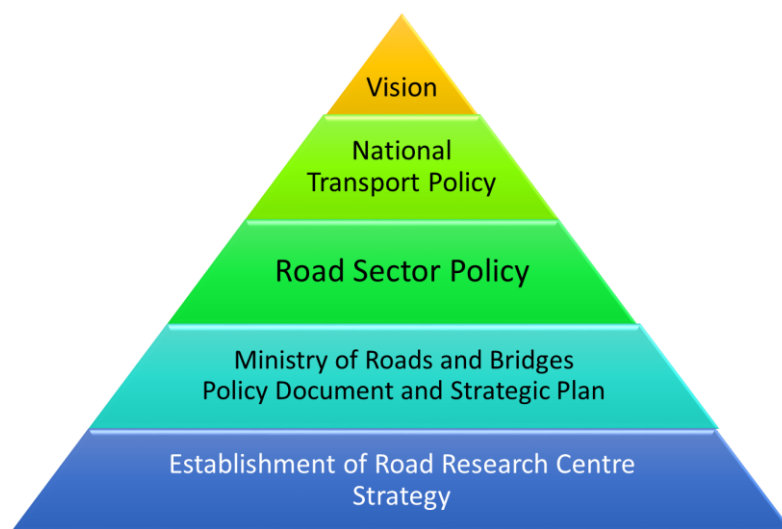 Vision
National
Transport Policy
Road Sector Policy
Ministry of Roads and Bridges
Policy Document and Strategic Plan
Establishment of Road Research Centre
Strategy